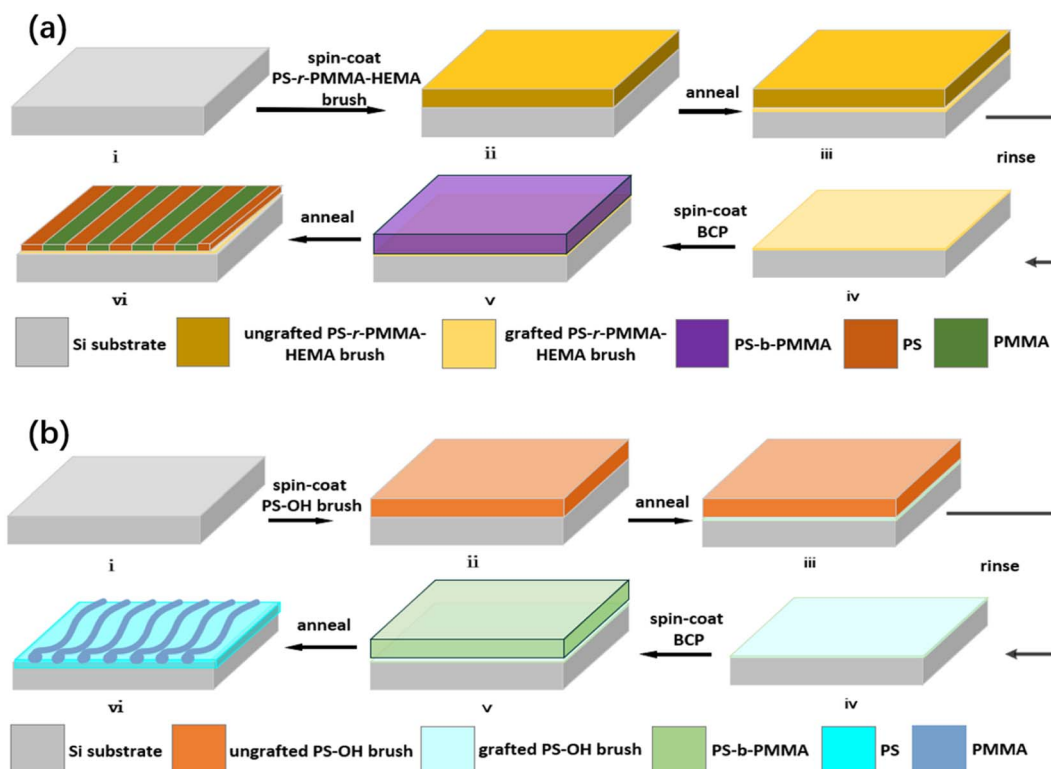 (a)
spin-coat
PS-r-PMMA-HEMA
brush
anneal
i
ii
iii
rinse
anneal
spin-coat
BCP
vi
v
iv
Si substrate
ungrafted PS-r-PMMA-
HEMA brush
grafted PS-r-PMMA-
HEMA brush
PS-b-PMMA
PS
PMMA
(b)
spin-coat
PS-OH brush
anneal
i
ii
iii
rinse
anneal
spin-coat
BCP
vi
v
iv
Si substrate
ungrafted PS-OH brush
grafted PS-OH brush
PS-b-PMMA
PS
PMMA